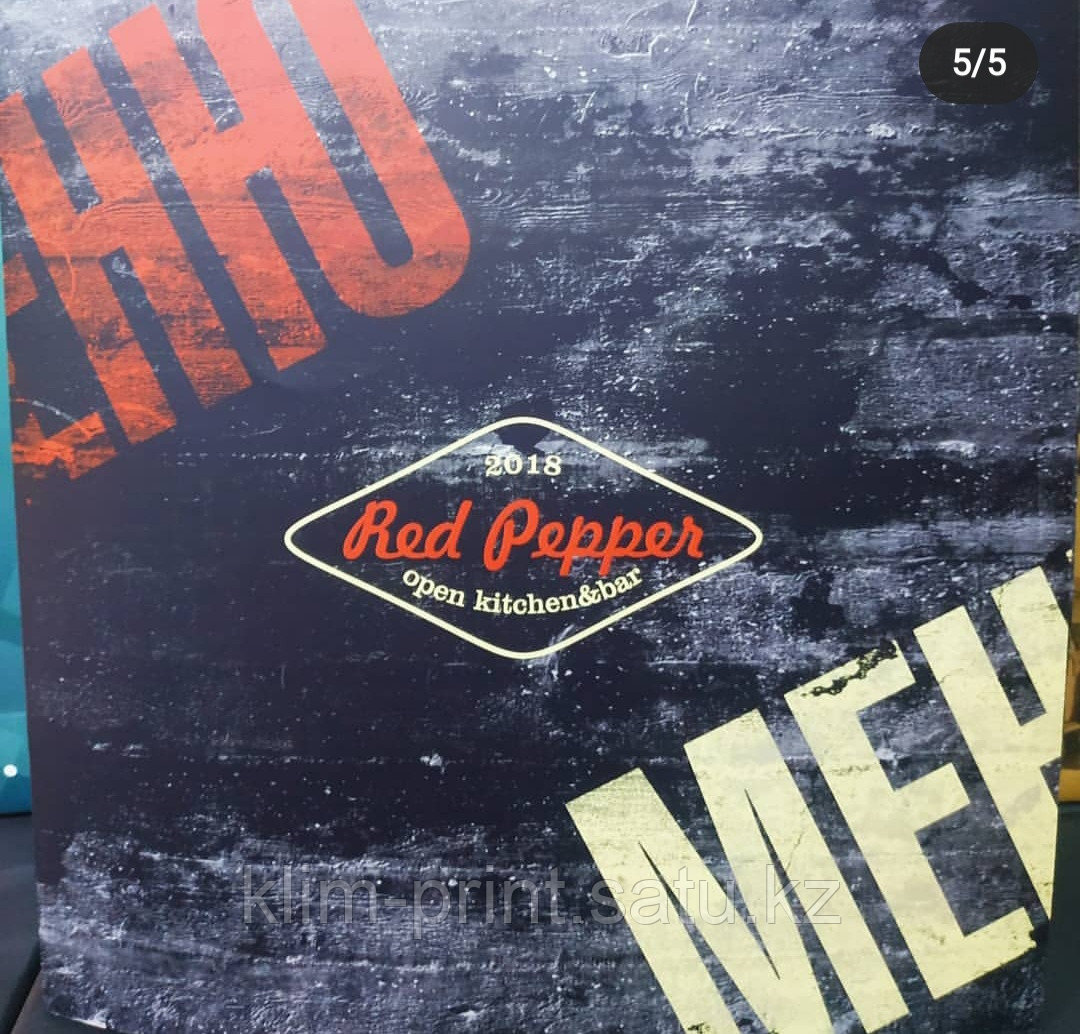 5/5
ЕНЮ
2018
Red Pepper
open kitchen&bar
МЕН
klim-print.satu.kz